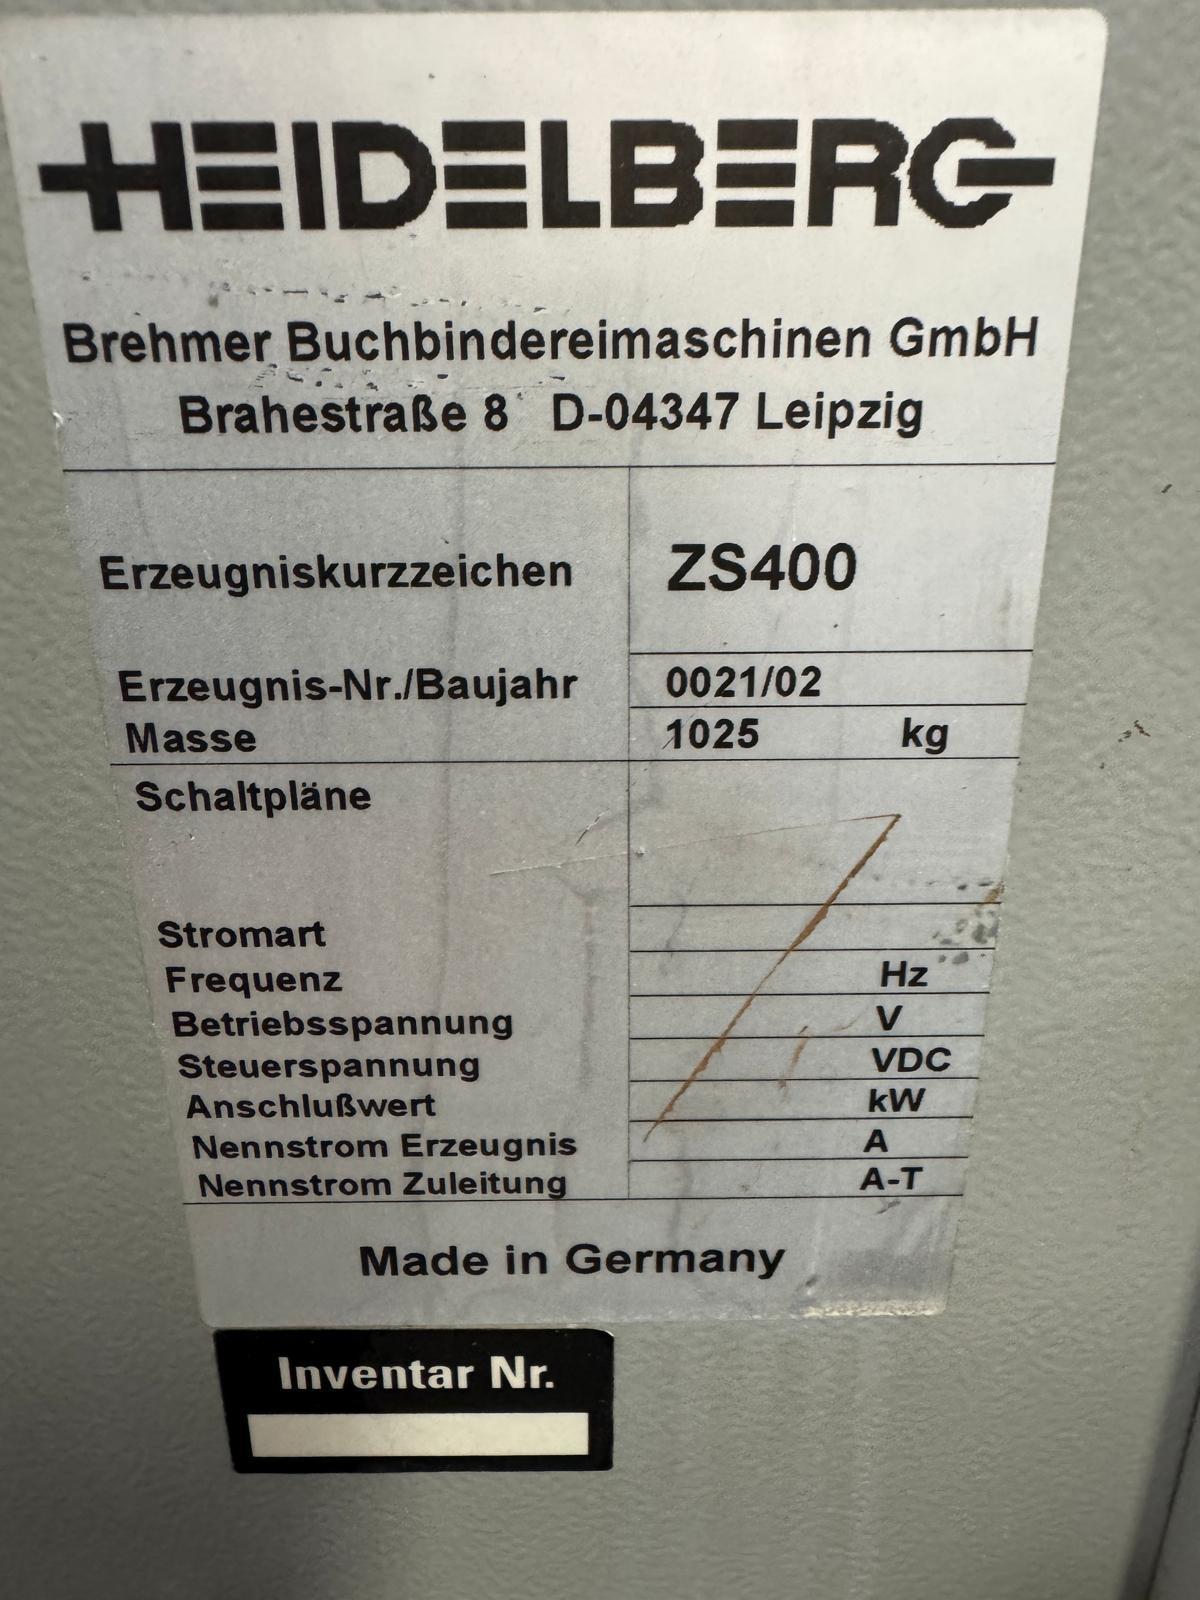 HEIDELBERG
Brehmer Buchbindereimaschinen GmbH
Brahestraße 8 D-04347 Leipzig
Erzeugniskurzzeichen ZS400
Erzeugnis-Nr./Baujahr 0021/02
Masse 1025 kg
Schaltpläne
Stromart
Frequenz Hz
Betriebsspannung V
Steuerspannung VDC
Anschlußwert kW
Nennstrom Erzeugnis A
Nennstrom Zuleitung A-T
Made in Germany
Inventar Nr.